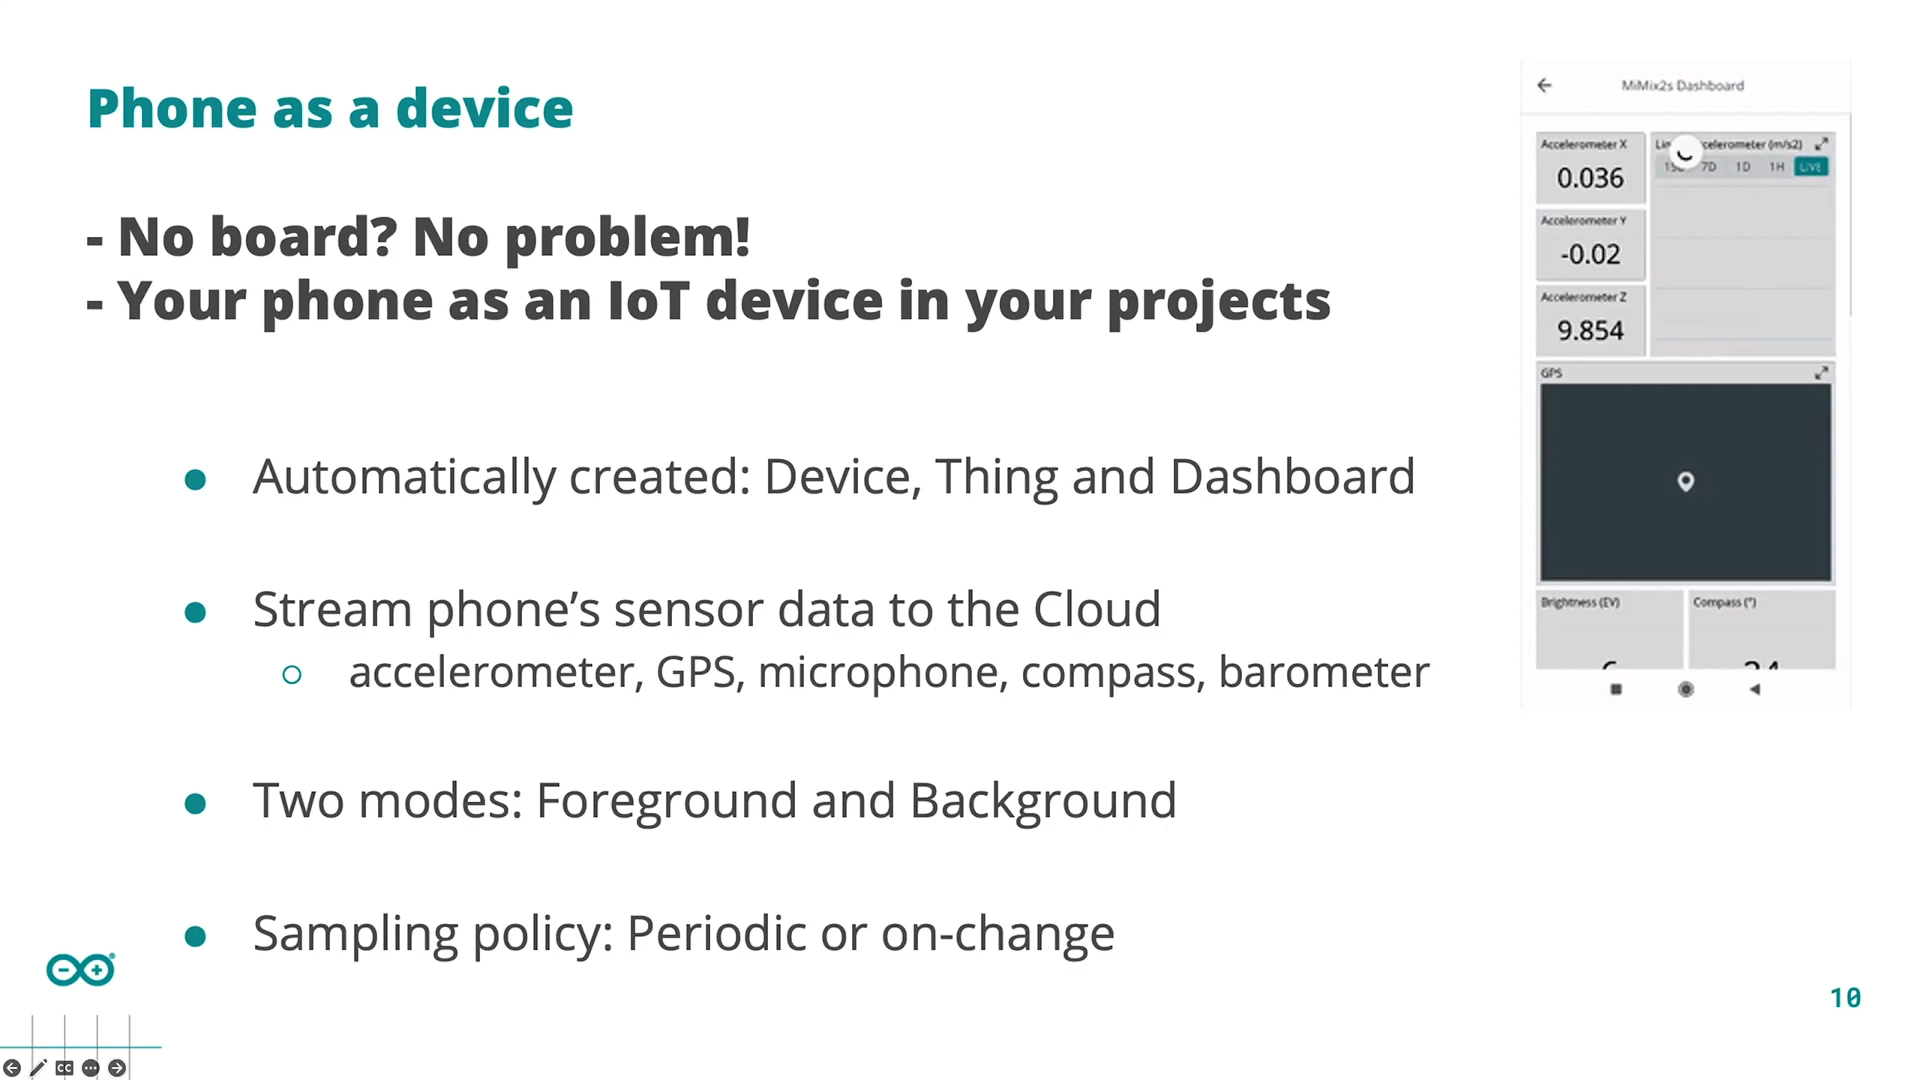 Phone as a device
- No board? No problem!
- Your phone as an IoT device in your projects
● Automatically created: Device, Thing and Dashboard
● Stream phone’s sensor data to the Cloud
○ accelerometer, GPS, microphone, compass, barometer
● Two modes: Foreground and Background
● Sampling policy: Periodic or on-change
10
MiMix2s Dashboard
Accelerometer X
0.036
celerometer (m/s2)
7D 1D 1H LIVE
Accelerometer Y
-0.02
Accelerometer Z
9.854
GPS
Brightness (EV)
Compass (°)
CC